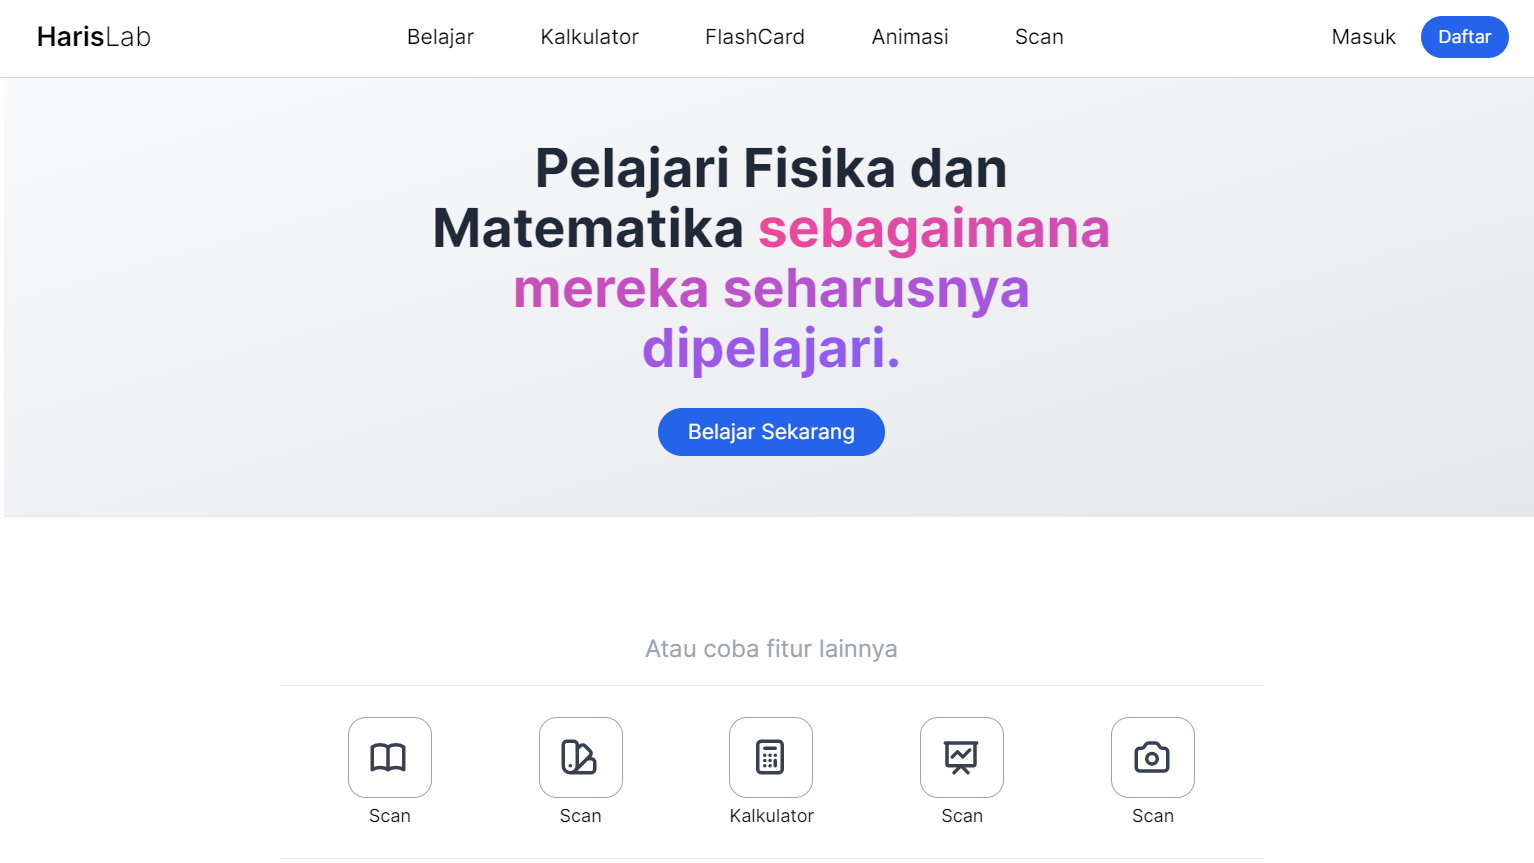 HarisLab
Belajar
Kalkulator
FlashCard
Animasi
Scan
Masuk
Daftar
Pelajari Fisika dan
Matematika sebagaimana
mereka seharusnya
dipelajari.
Belajar Sekarang
Atau coba fitur lainnya
Scan
Scan
Kalkulator
Scan
Scan